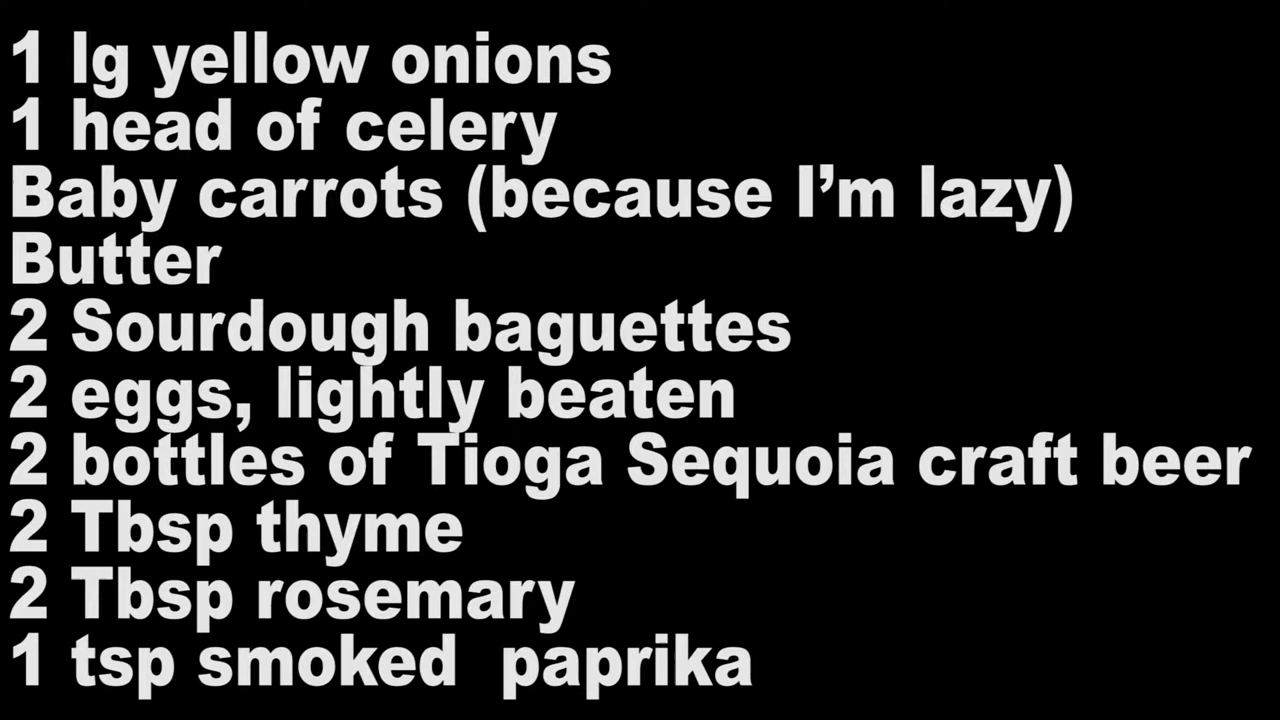 1 lg yellow onions
1 head of celery
Baby carrots (because I’m lazy)
Butter
2 Sourdough baguettes
2 eggs, lightly beaten
2 bottles of Tioga Sequoia craft beer
2 Tbsp thyme
2 Tbsp rosemary
1 tsp smoked  paprika